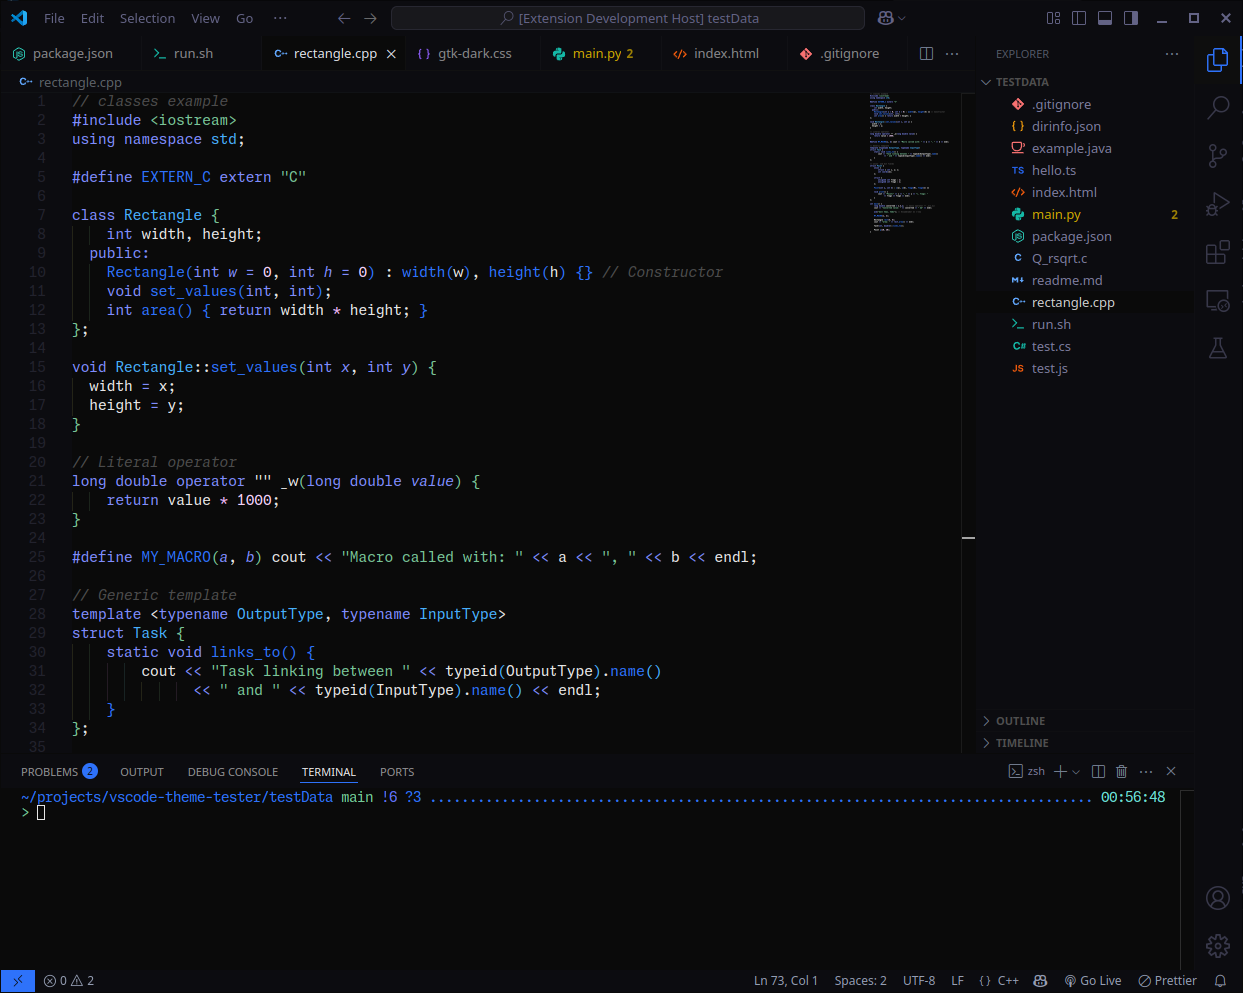 File Edit Selection View Go ··· [Extension Development Host] testData
package.json run.sh rectangle.cpp gtk-dark.css main.py 2 index.html .gitignore
rectangle.cpp
1 // classes example
2 #include <iostream>
3 using namespace std;
4
5 #define EXTERN_C extern "C"
6
7 class Rectangle {
8 int width, height;
9 public:
10 Rectangle(int w = 0, int h = 0) : width(w), height(h) {} // Constructor
11 void set_values(int, int);
12 int area() { return width * height; }
13 };
14
15 void Rectangle::set_values(int x, int y) {
16 width = x;
17 height = y;
18 }
19
20 // Literal operator
21 long double operator "" _w(long double value) {
22 return value * 1000;
23 }
24
25 #define MY_MACRO(a, b) cout << "Macro called with: " << a << ", " << b << endl;
26
27 // Generic template
28 template <typename OutputType, typename InputType>
29 struct Task {
30 static void links_to() {
31 cout << "Task linking between " << typeid(OutputType).name()
32 << " and " << typeid(InputType).name() << endl;
33 }
34 };
35
EXPLORER
TESTDATA
.gitignore
{ } dirinfo.json
example.java
TS hello.ts
index.html
main.py 2
package.json
C Q_rsqrt.c
M readme.md
C++ rectangle.cpp
run.sh
C# test.cs
JS test.js
OUTLINE
TIMELINE
PROBLEMS 2 OUTPUT DEBUG CONSOLE TERMINAL PORTS zsh
~/projects/vscode-theme-tester/testData main !6 ?3 00:56:48
>
0 2 Ln 73, Col 1 Spaces: 2 UTF-8 LF { } C++ Go Live Prettier